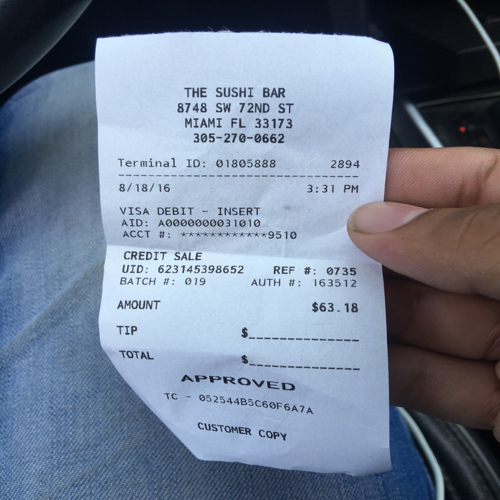 THE SUSHI BAR
8748 SW 72ND ST
MIAMI FL 33173
305-270-0662
Terminal ID: 01805888 2894
8/18/16 3:31 PM
VISA DEBIT - INSERT
AID: A0000000031010
ACCT #: ************9510
CREDIT SALE
UID: 623145398652 REF #: 0735
BATCH #: 019 AUTH #: 163512
AMOUNT $63.18
TIP $______________
TOTAL $______________
APPROVED
TC - 052544B5C60F6A7A
CUSTOMER COPY